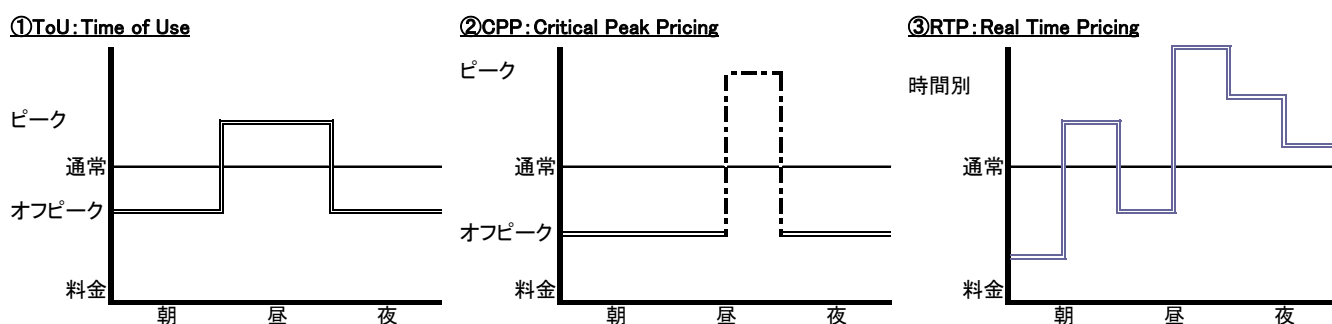 ①ToU：Time of Use
ピーク
通常
オフピーク
料金
朝 昼 夜
②CPP：Critical Peak Pricing
ピーク
通常
オフピーク
料金
朝 昼 夜
③RTP：Real Time Pricing
時間別
通常
料金
朝 昼 夜